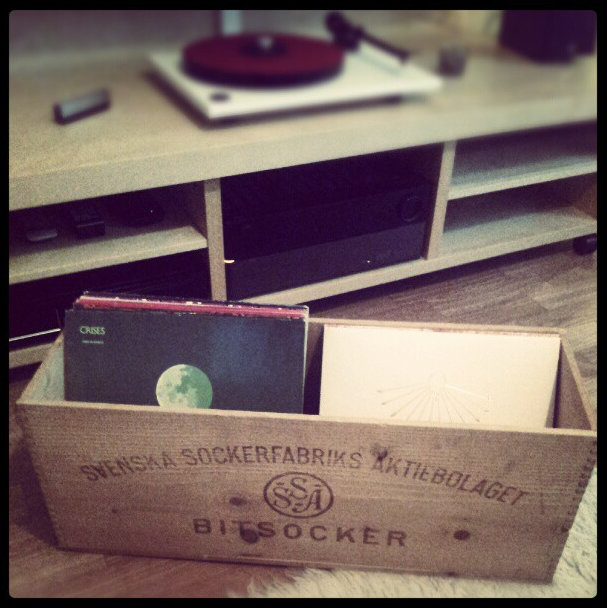 CRISES
SVENSKA SOCKERFABRIKS AKTIEBOLAGET
SSA
BITSOCKER